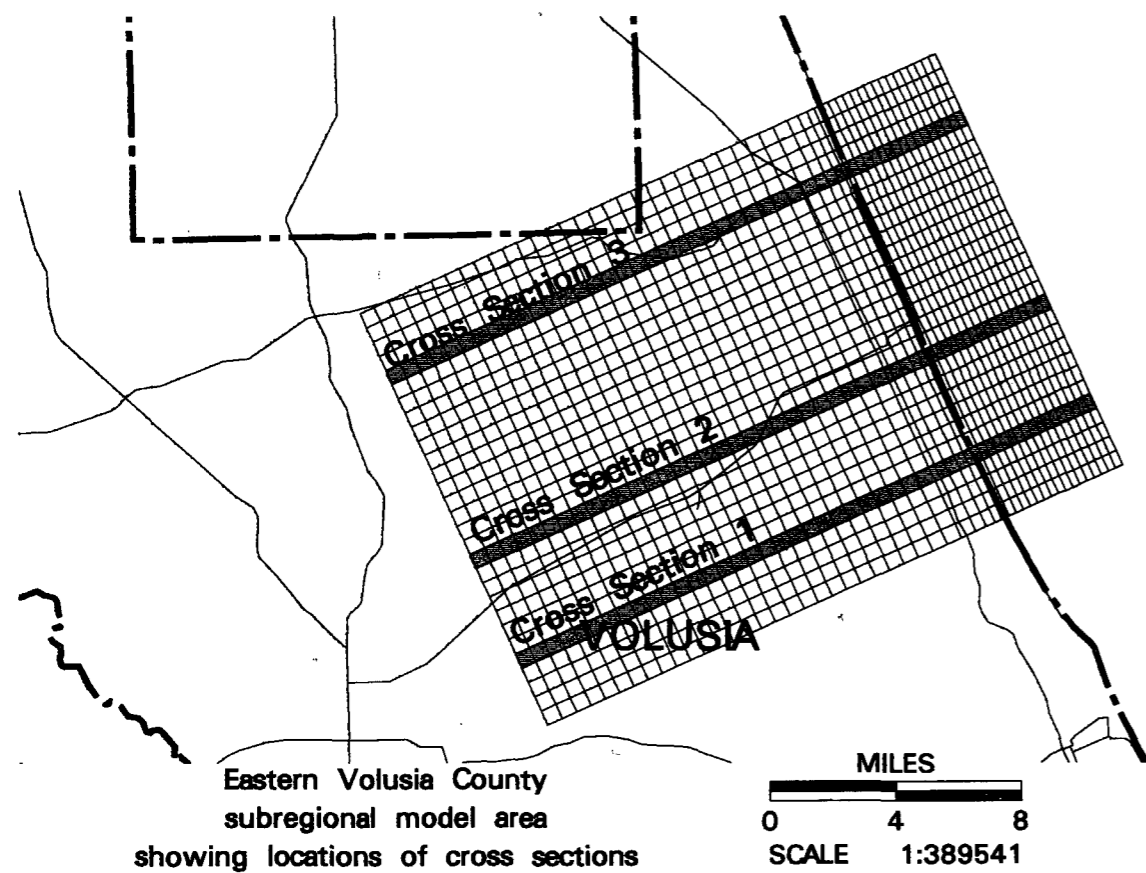 Cross Section 3
Cross Section 2
Cross Section 1
VOLUSIA
Eastern Volusia County
subregional model area
showing locations of cross sections
MILES
0 4 8
SCALE 1:389541